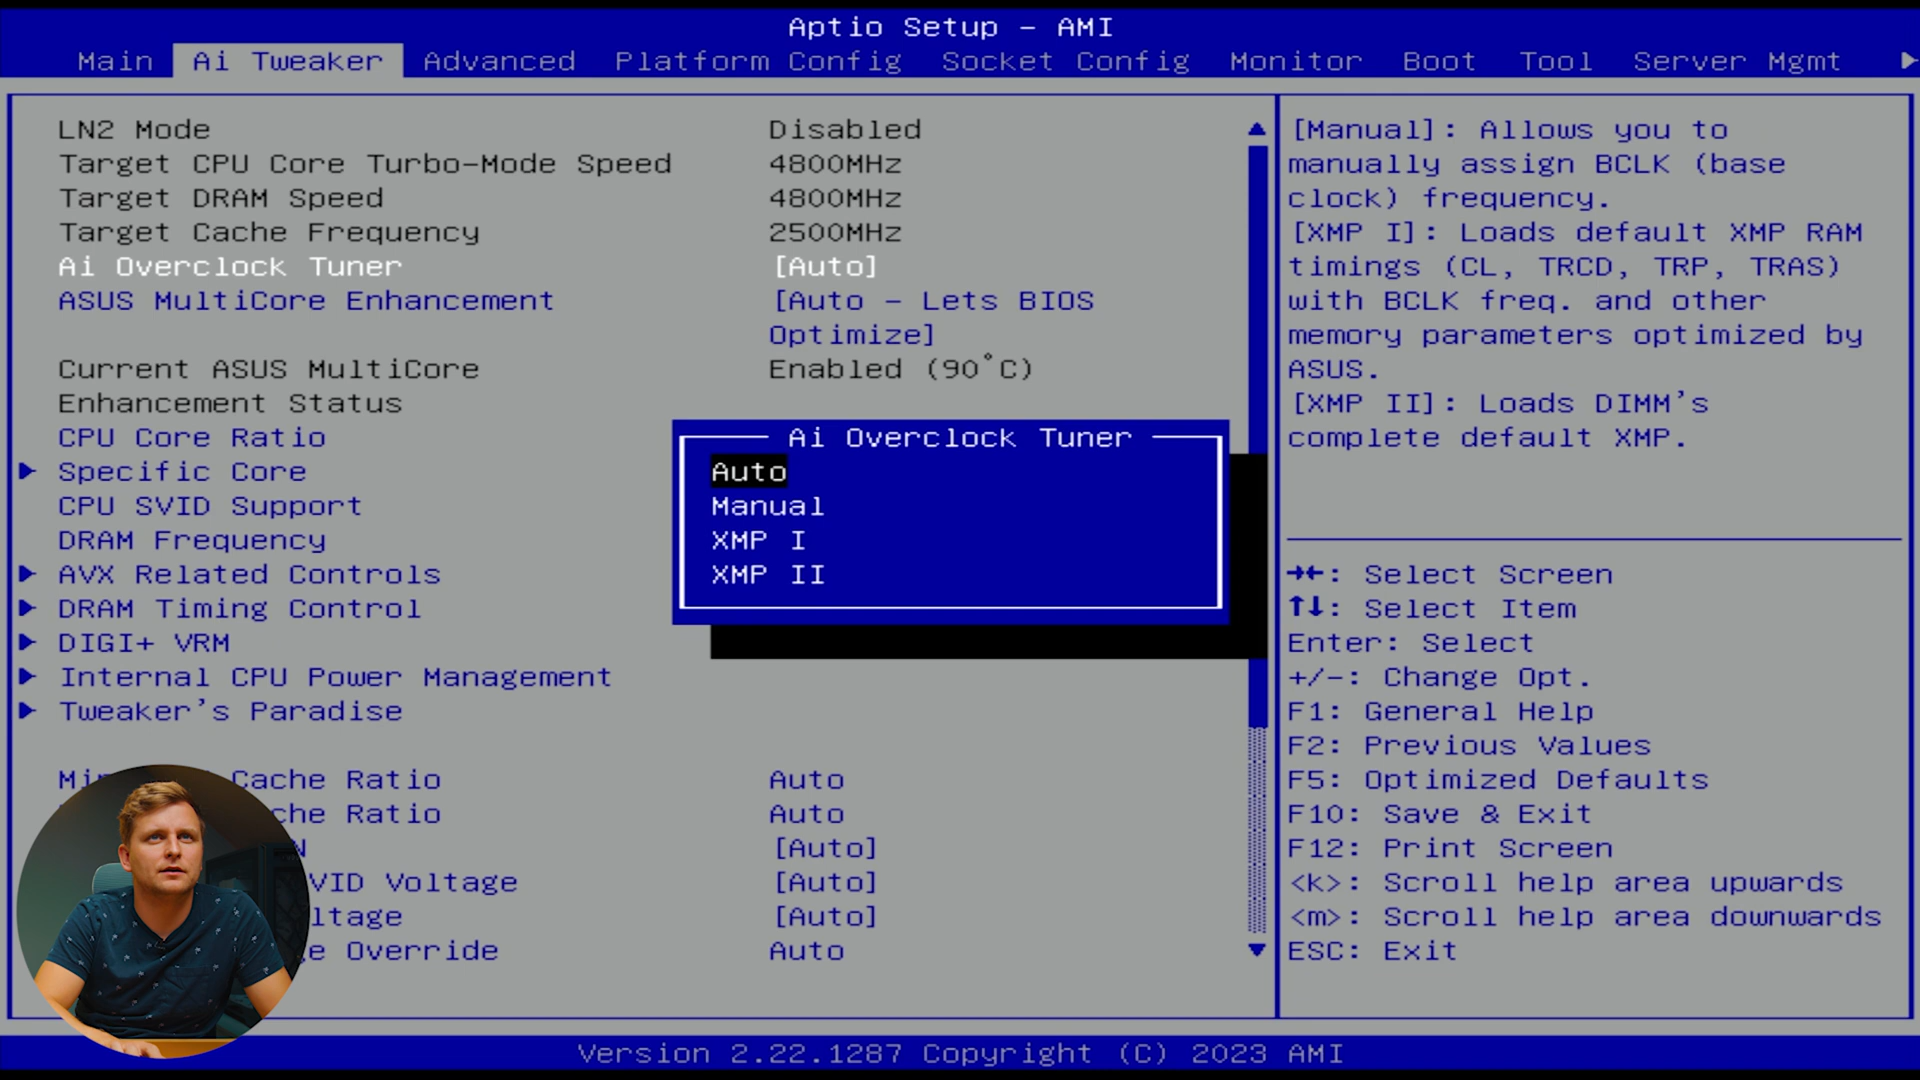 Aptio Setup – AMI
Main Ai Tweaker Advanced Platform Config Socket Config Monitor Boot Tool Server Mgmt
LN2 Mode Disabled
Target CPU Core Turbo-Mode Speed 4800MHz
Target DRAM Speed 4800MHz
Target Cache Frequency 2500MHz
Ai Overclock Tuner [Auto]
ASUS MultiCore Enhancement [Auto – Lets BIOS
Optimize]
Current ASUS MultiCore Enabled (90°C)
Enhancement Status
CPU Core Ratio
Specific Core
CPU SVID Support
DRAM Frequency
AVX Related Controls
DRAM Timing Control
DIGI+ VRM
Internal CPU Power Management
Tweaker's Paradise
Cache Ratio Auto
Ratio Auto
[Auto]
VID Voltage [Auto]
[Auto]
Override Auto
Ai Overclock Tuner
Auto
Manual
XMP I
XMP II
[Manual]: Allows you to
manually assign BCLK (base
clock) frequency.
[XMP I]: Loads default XMP RAM
timings (CL, TRCD, TRP, TRAS)
with BCLK freq. and other
memory parameters optimized by
ASUS.
[XMP II]: Loads DIMM's
complete default XMP.
→←: Select Screen
↑↓: Select Item
Enter: Select
+/-: Change Opt.
F1: General Help
F2: Previous Values
F5: Optimized Defaults
F10: Save & Exit
F12: Print Screen
<k>: Scroll help area upwards
<m>: Scroll help area downwards
ESC: Exit
Version 2.22.1287 Copyright (C) 2023 AMI